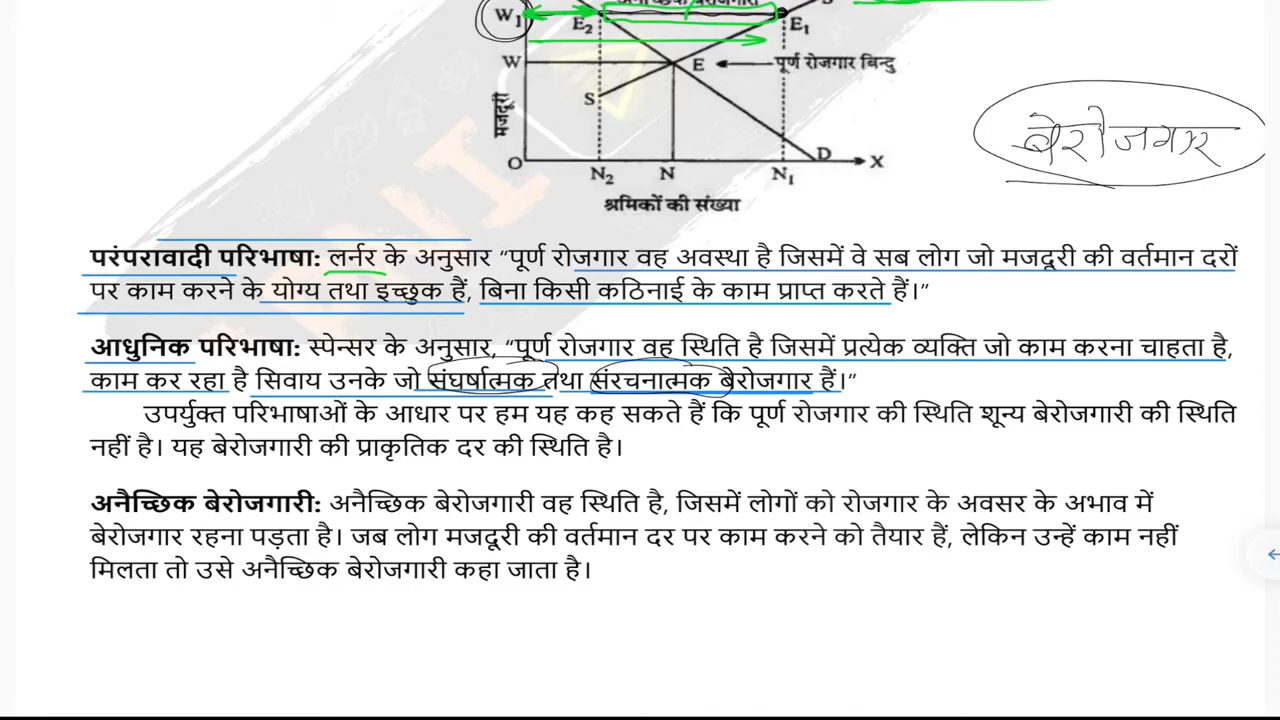 अनैच्छिक बेरोजगारी
W1 E2 E1
W E पूर्ण रोजगार बिन्दु
S
मजदूरी
बेरोजगार
O D X
N2 N N1
श्रमिकों की संख्या
परंपरावादी परिभाषा: लर्नर के अनुसार “पूर्ण रोजगार वह अवस्था है जिसमें वे सब लोग जो मजदूरी की वर्तमान दरों
पर काम करने के योग्य तथा इच्छुक हैं, बिना किसी कठिनाई के काम प्राप्त करते हैं।”
आधुनिक परिभाषा: स्पेन्सर के अनुसार, “पूर्ण रोजगार वह स्थिति है जिसमें प्रत्येक व्यक्ति जो काम करना चाहता है,
काम कर रहा है सिवाय उनके जो संघर्षात्मक तथा संरचनात्मक बेरोजगार हैं।”
उपर्युक्त परिभाषाओं के आधार पर हम यह कह सकते हैं कि पूर्ण रोजगार की स्थिति शून्य बेरोजगारी की स्थिति
नहीं है। यह बेरोजगारी की प्राकृतिक दर की स्थिति है।
अनैच्छिक बेरोजगारी: अनैच्छिक बेरोजगारी वह स्थिति है, जिसमें लोगों को रोजगार के अवसर के अभाव में
बेरोजगार रहना पड़ता है। जब लोग मजदूरी की वर्तमान दर पर काम करने को तैयार हैं, लेकिन उन्हें काम नहीं
मिलता तो उसे अनैच्छिक बेरोजगारी कहा जाता है।